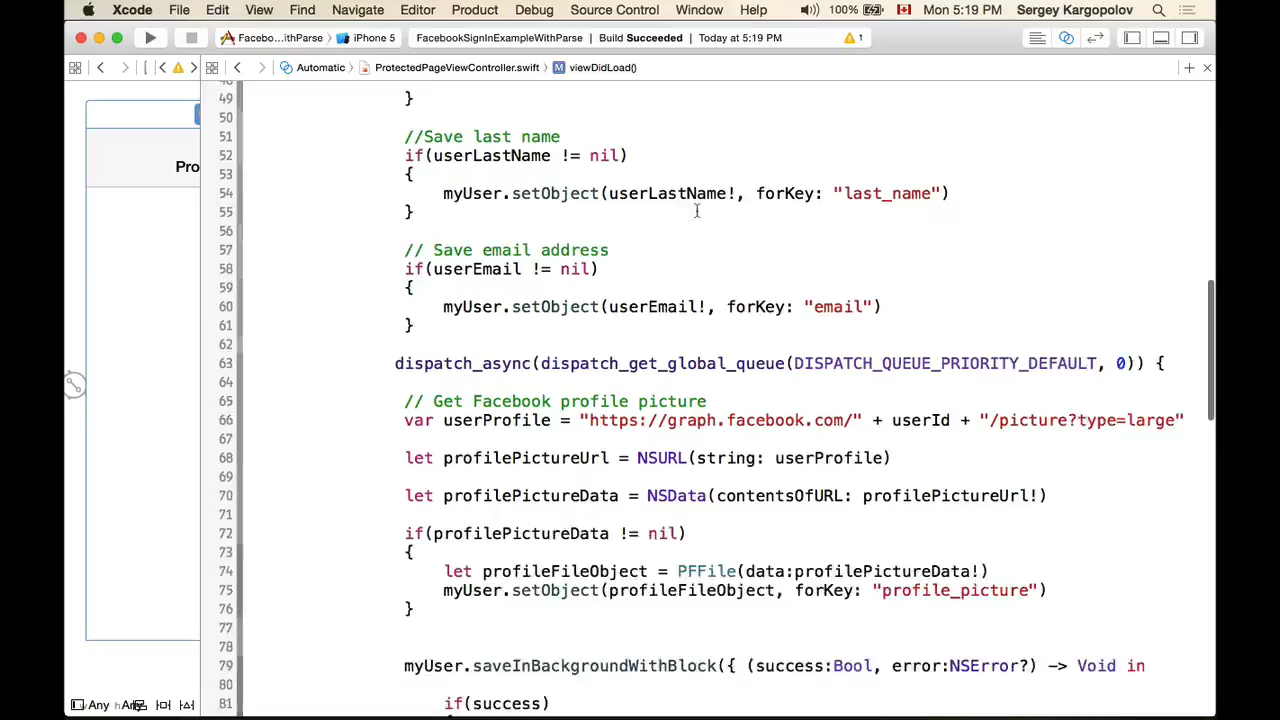 Xcode File Edit View Find Navigate Editor Product Debug Source Control Window Help 100% Mon 5:19 PM Sergey Kargopolov
Facebo...ithParse iPhone 5 FacebookSignInExampleWithParse | Build Succeeded | Today at 5:19 PM 1
Automatic ProtectedPageViewController.swift M viewDidLoad()
Pro
49 }
50
51 //Save last name
52 if(userLastName != nil)
53 {
54 myUser.setObject(userLastName!, forKey: "last_name")
55 }
56
57 // Save email address
58 if(userEmail != nil)
59 {
60 myUser.setObject(userEmail!, forKey: "email")
61 }
62
63 dispatch_async(dispatch_get_global_queue(DISPATCH_QUEUE_PRIORITY_DEFAULT, 0)) {
64
65 // Get Facebook profile picture
66 var userProfile = "https://graph.facebook.com/" + userId + "/picture?type=large"
67
68 let profilePictureUrl = NSURL(string: userProfile)
69
70 let profilePictureData = NSData(contentsOfURL: profilePictureUrl!)
71
72 if(profilePictureData != nil)
73 {
74 let profileFileObject = PFFile(data:profilePictureData!)
75 myUser.setObject(profileFileObject, forKey: "profile_picture")
76 }
77
78
79 myUser.saveInBackgroundWithBlock({ (success:Bool, error:NSError?) -> Void in
80
81 if(success)
Any